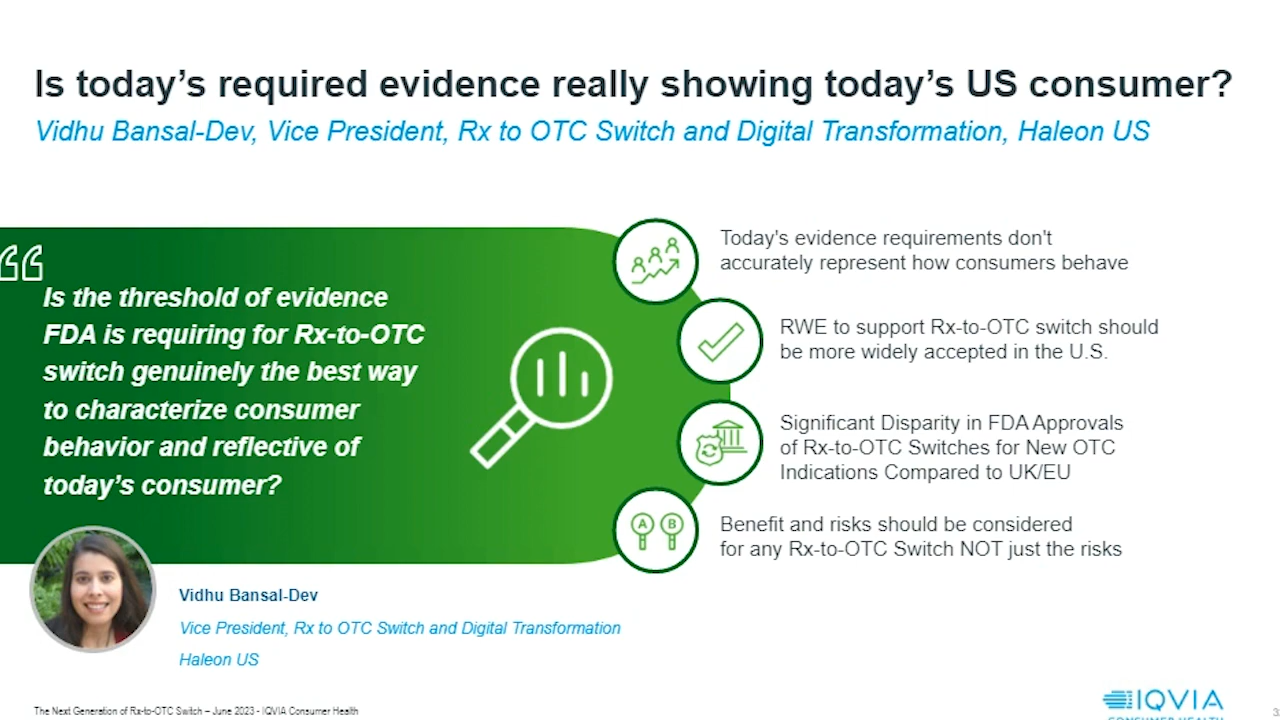 Is today's required evidence really showing today's US consumer?
Vidhu Bansal-Dev, Vice President, Rx to OTC Switch and Digital Transformation, Haleon US
Is the threshold of evidence
FDA is requiring for Rx-to-OTC
switch genuinely the best way
to characterize consumer
behavior and reflective of
today's consumer?
Today's evidence requirements don't
accurately represent how consumers behave
RWE to support Rx-to-OTC switch should
be more widely accepted in the U.S.
Significant Disparity in FDA Approvals
of Rx-to-OTC Switches for New OTC
Indications Compared to UK/EU
A B
Benefit and risks should be considered
for any Rx-to-OTC Switch NOT just the risks
Vidhu Bansal-Dev
Vice President, Rx to OTC Switch and Digital Transformation
Haleon US
The Next Generation of Rx-to-OTC Switch – June 2023 - IQVIA Consumer Health
IQVIA
CONSUMER HEALTH